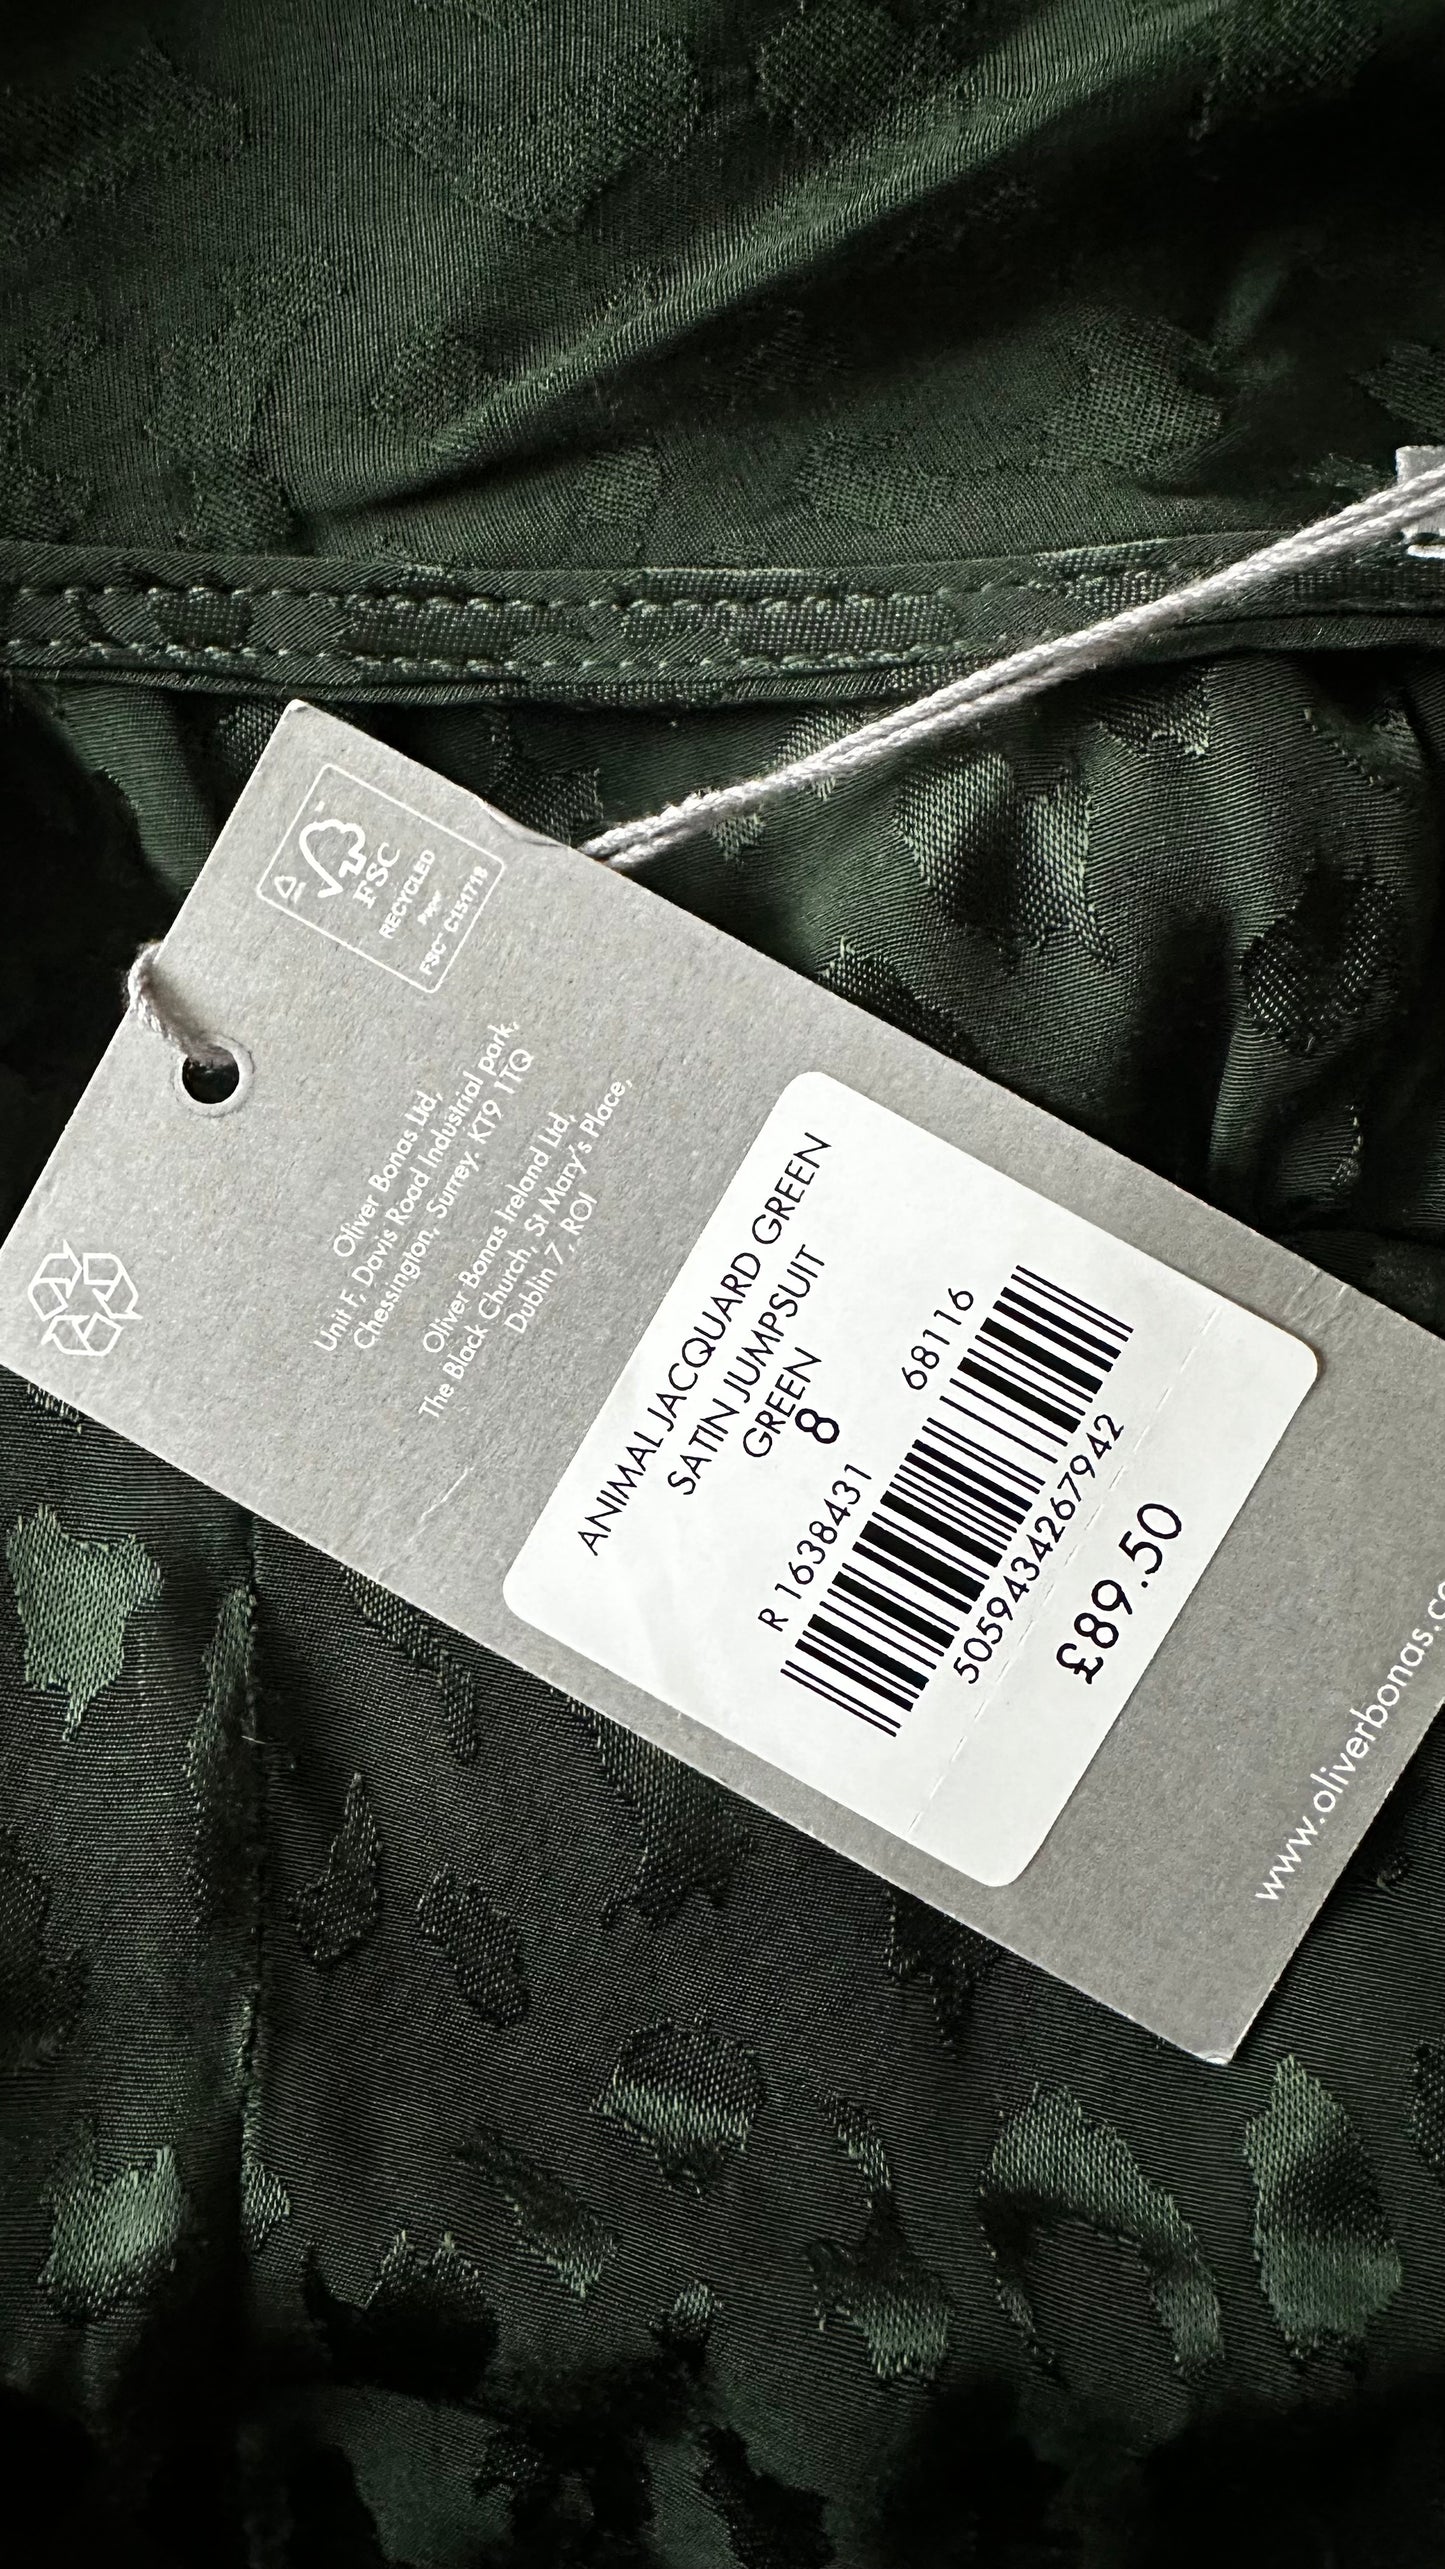 FSC
RECYCLED
Paper
FSC™ C151718
Oliver Bonas Ltd,
Unit F, Davis Road Industrial park,
Chessington, Surrey. KT9 1TQ
Oliver Bonas Ireland Ltd,
The Black Church, St Mary's Place,
Dublin 7, ROI
ANIMAL JACQUARD GREEN
SATIN JUMPSUIT
GREEN
8
R 1638431 68116
5059434267942
£89.50
www.oliverbonas.co